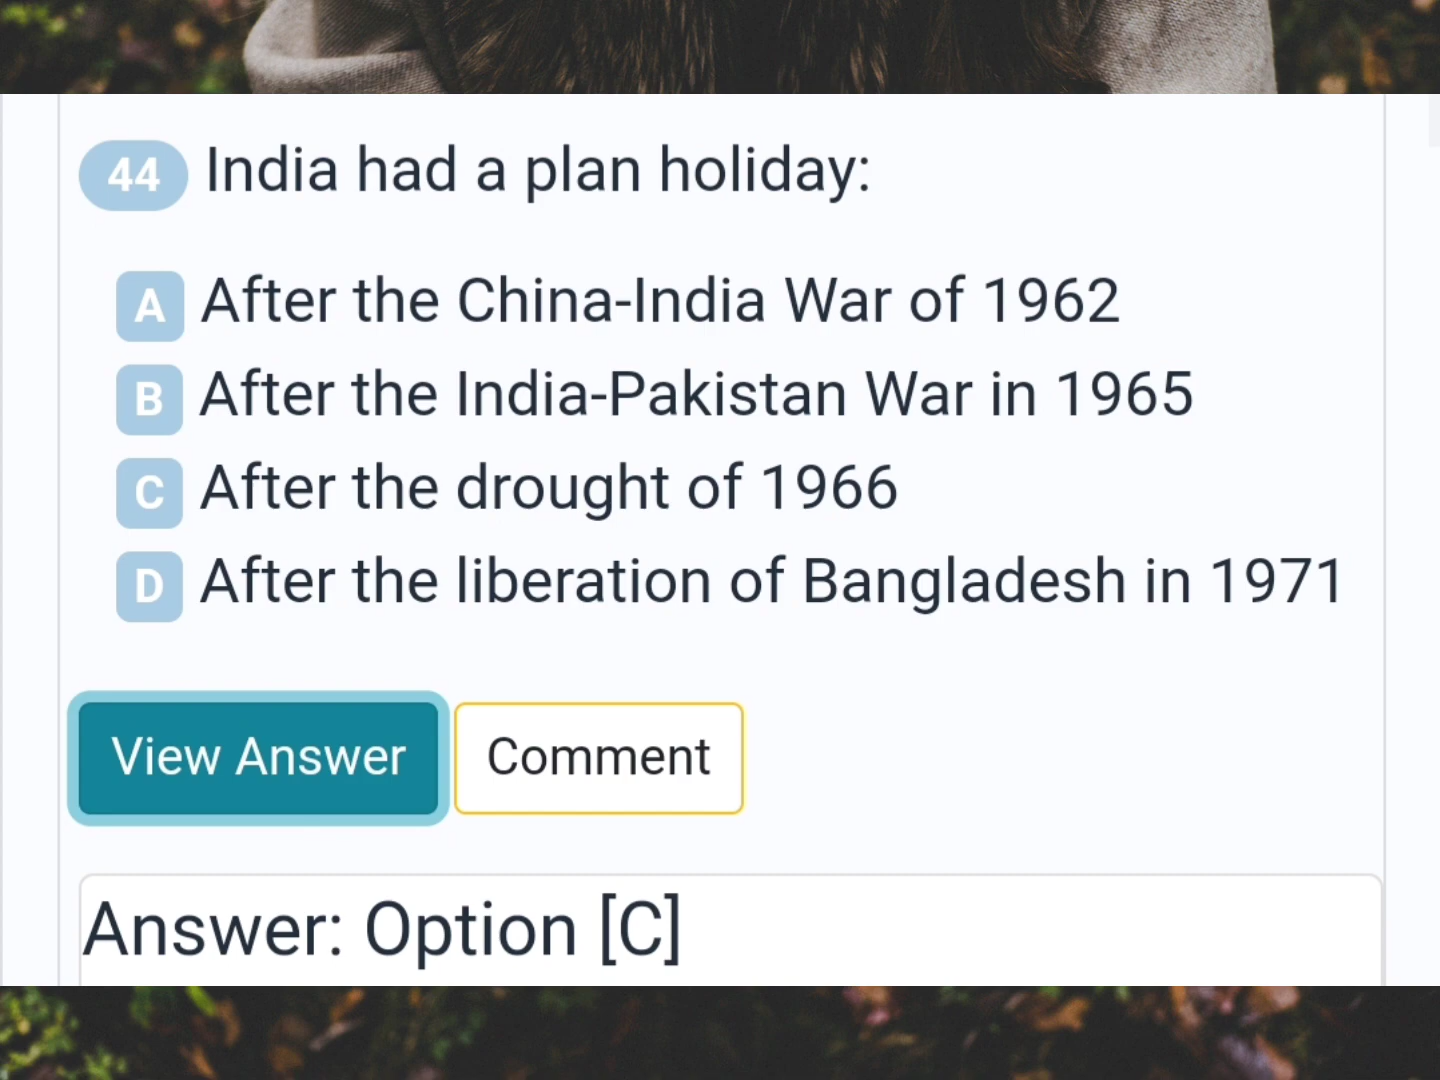 44 India had a plan holiday:
A After the China-India War of 1962
B After the India-Pakistan War in 1965
C After the drought of 1966
D After the liberation of Bangladesh in 1971
View Answer Comment
Answer: Option [C]